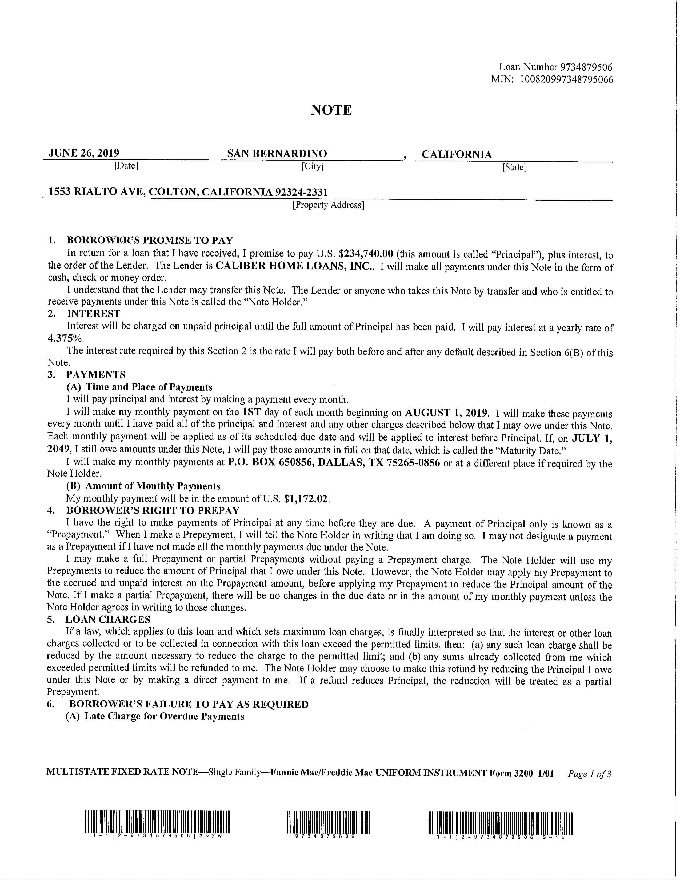 Loan Number 9734879506
MIN: 100820997348795066
NOTE
JUNE 26, 2019 SAN BERNARDINO , CALIFORNIA
[Date] [City] [State]
1553 RIALTO AVE, COLTON, CALIFORNIA 92324-2331
[Property Address]
1. BORROWER'S PROMISE TO PAY
In return for a loan that I have received, I promise to pay U.S. $234,740.00 (this amount is called "Principal"), plus interest, to
the order of the Lender. The Lender is CALIBER HOME LOANS, INC.. I will make all payments under this Note in the form of
cash, check or money order.
I understand that the Lender may transfer this Note. The Lender or anyone who takes this Note by transfer and who is entitled to
receive payments under this Note is called the "Note Holder."
2. INTEREST
Interest will be charged on unpaid principal until the full amount of Principal has been paid. I will pay interest at a yearly rate of
4.375%.
The interest rate required by this Section 2 is the rate I will pay both before and after any default described in Section 6(B) of this
Note.
3. PAYMENTS
(A) Time and Place of Payments
I will pay principal and interest by making a payment every month.
I will make my monthly payment on the 1ST day of each month beginning on AUGUST 1, 2019. I will make these payments
every month until I have paid all of the principal and interest and any other charges described below that I may owe under this Note.
Each monthly payment will be applied as of its scheduled due date and will be applied to interest before Principal. If, on JULY 1,
2049, I still owe amounts under this Note, I will pay those amounts in full on that date, which is called the "Maturity Date."
I will make my monthly payments at P.O. BOX 650856, DALLAS, TX 75265-0856 or at a different place if required by the
Note Holder.
(B) Amount of Monthly Payments
My monthly payment will be in the amount of U.S. $1,172.02.
4. BORROWER'S RIGHT TO PREPAY
I have the right to make payments of Principal at any time before they are due. A payment of Principal only is known as a
"Prepayment." When I make a Prepayment, I will tell the Note Holder in writing that I am doing so. I may not designate a payment
as a Prepayment if I have not made all the monthly payments due under the Note.
I may make a full Prepayment or partial Prepayments without paying a Prepayment charge. The Note Holder will use my
Prepayments to reduce the amount of Principal that I owe under this Note. However, the Note Holder may apply my Prepayment to
the accrued and unpaid interest on the Prepayment amount, before applying my Prepayment to reduce the Principal amount of the
Note. If I make a partial Prepayment, there will be no changes in the due date or in the amount of my monthly payment unless the
Note Holder agrees in writing to those changes.
5. LOAN CHARGES
If a law, which applies to this loan and which sets maximum loan charges, is finally interpreted so that the interest or other loan
charges collected or to be collected in connection with this loan exceed the permitted limits, then: (a) any such loan charge shall be
reduced by the amount necessary to reduce the charge to the permitted limit; and (b) any sums already collected from me which
exceeded permitted limits will be refunded to me. The Note Holder may choose to make this refund by reducing the Principal I owe
under this Note or by making a direct payment to me. If a refund reduces Principal, the reduction will be treated as a partial
Prepayment.
6. BORROWER'S FAILURE TO PAY AS REQUIRED
(A) Late Charge for Overdue Payments
MULTISTATE FIXED RATE NOTE—Single Family—Fannie Mae/Freddie Mac UNIFORM INSTRUMENT Form 3200 1/01 Page 1 of 3